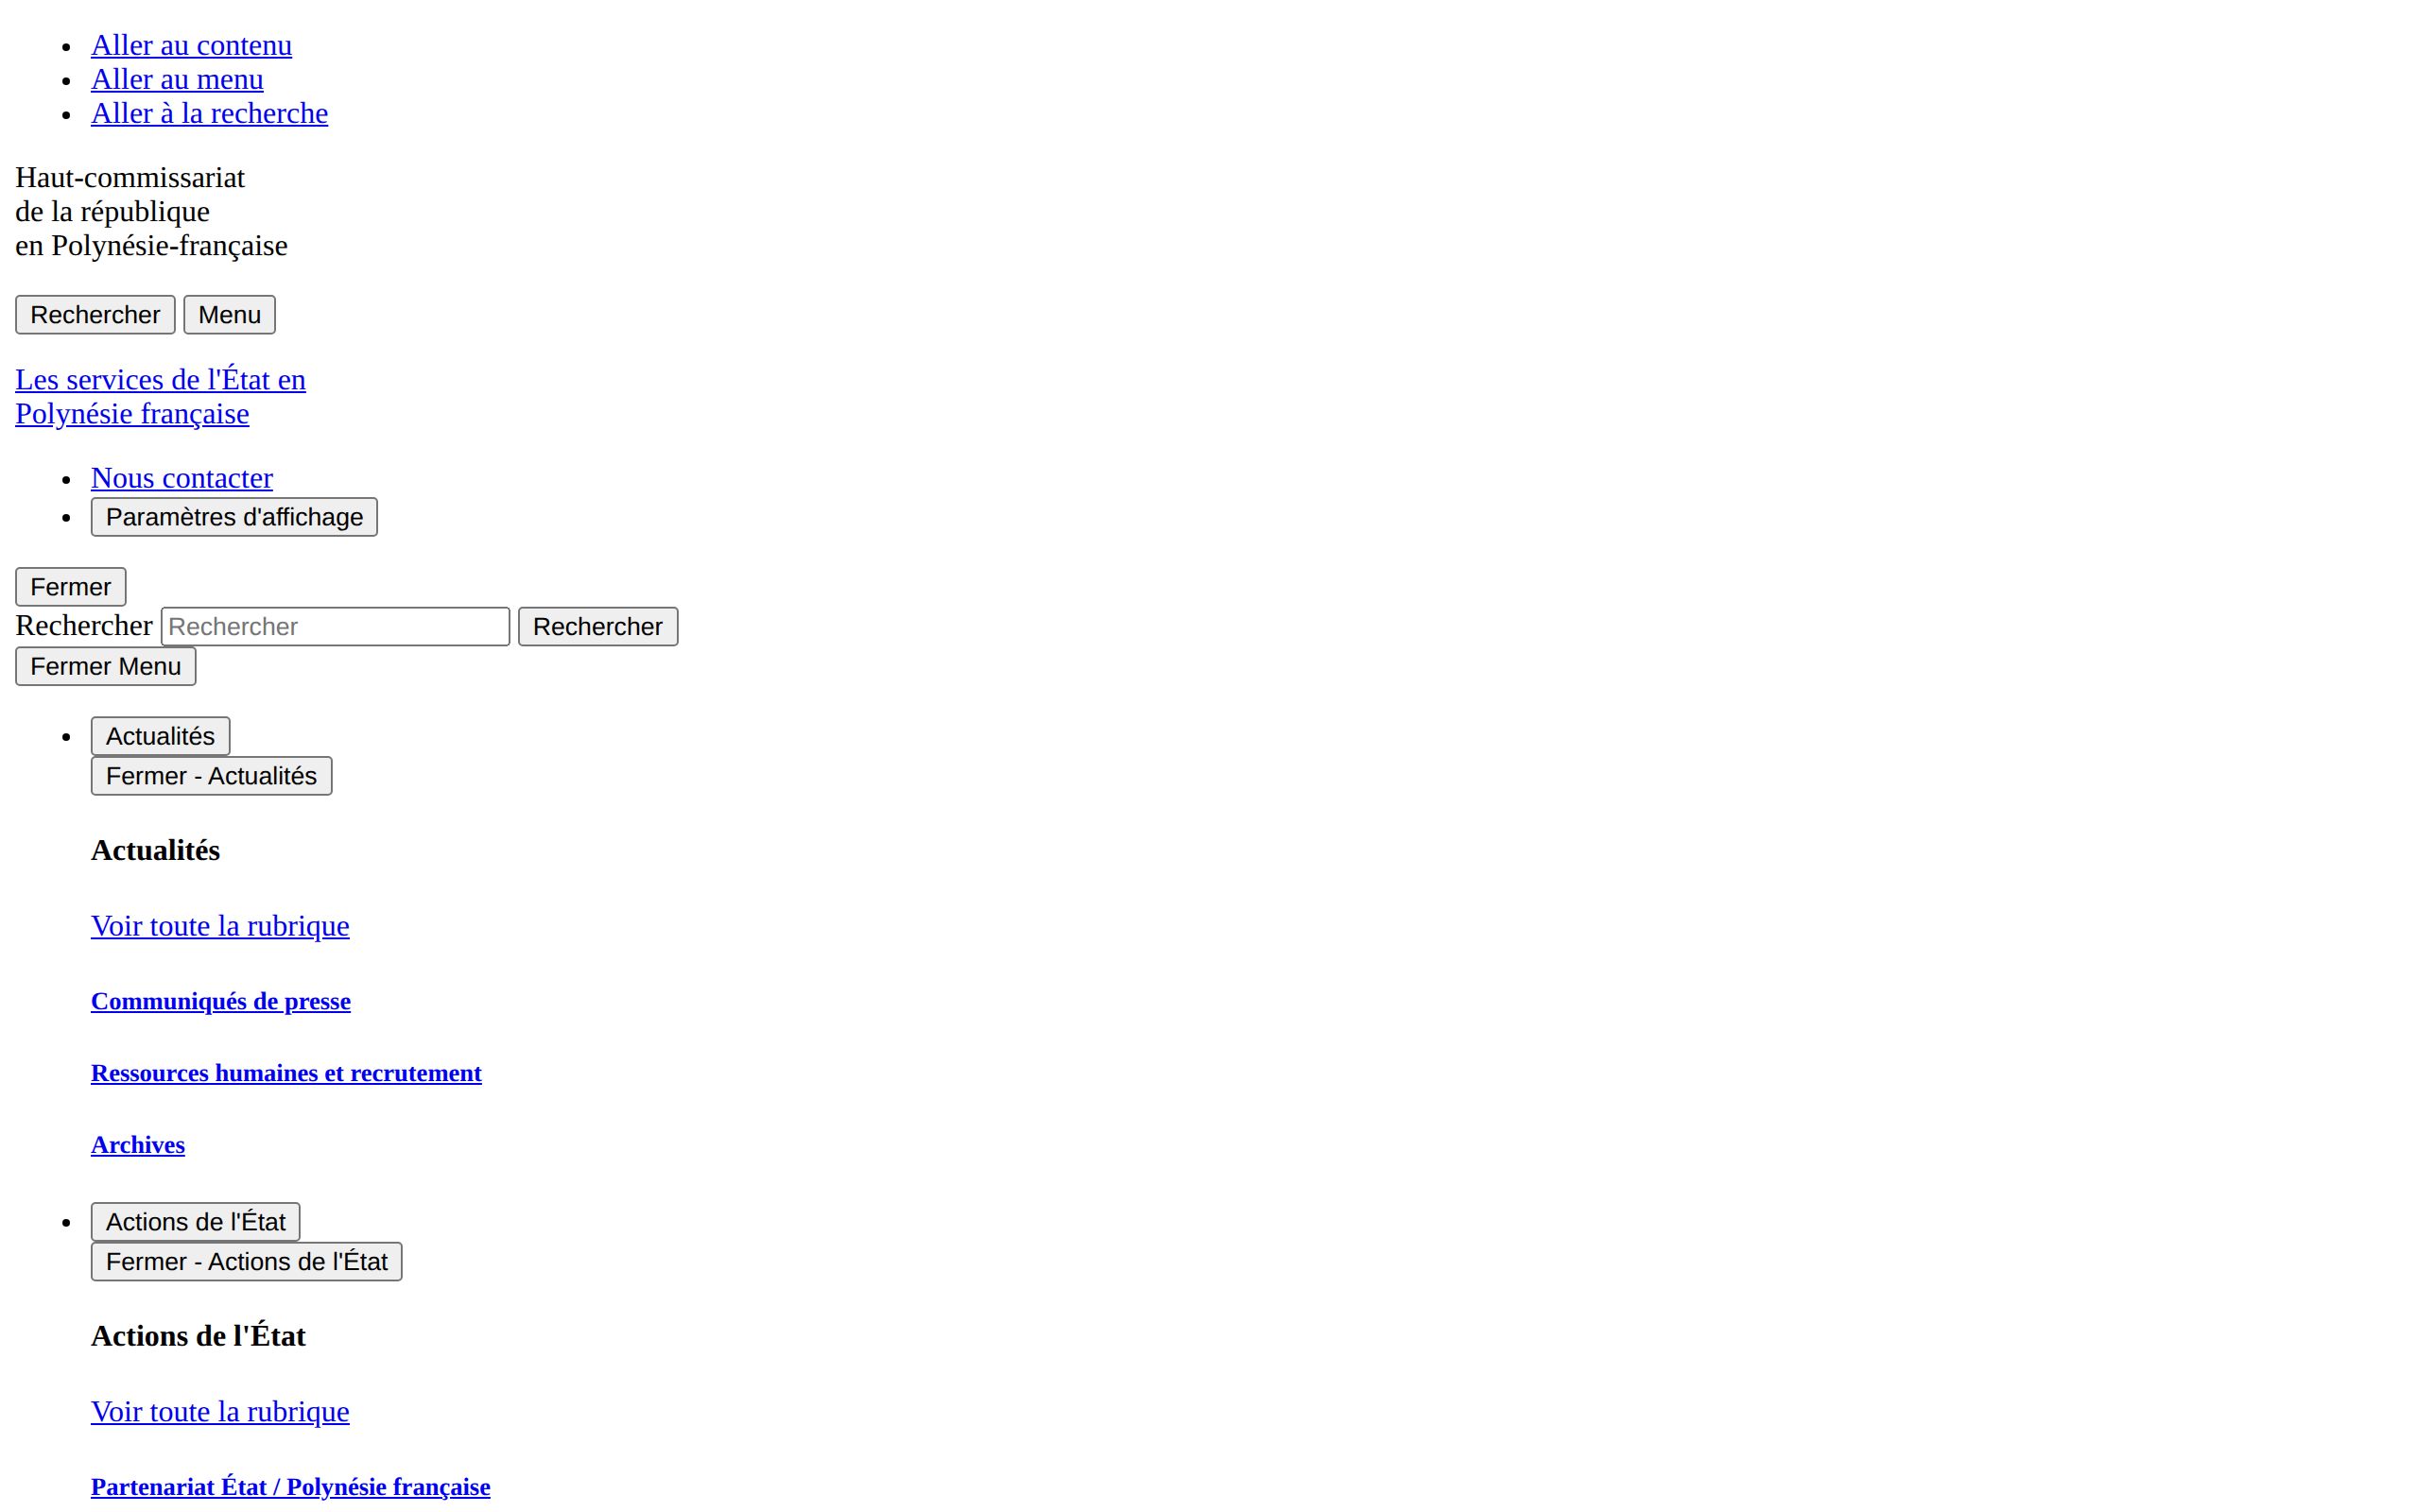 Aller au contenu
Aller au menu
Aller à la recherche
Haut-commissariat
de la république
en Polynésie-française
Rechercher Menu
Les services de l'État en
Polynésie française
Nous contacter
Paramètres d'affichage
Fermer
Rechercher Rechercher Rechercher
Fermer Menu
Actualités
Fermer - Actualités
Actualités
Voir toute la rubrique
Communiqués de presse
Ressources humaines et recrutement
Archives
Actions de l'État
Fermer - Actions de l'État
Actions de l'État
Voir toute la rubrique
Partenariat État / Polynésie française